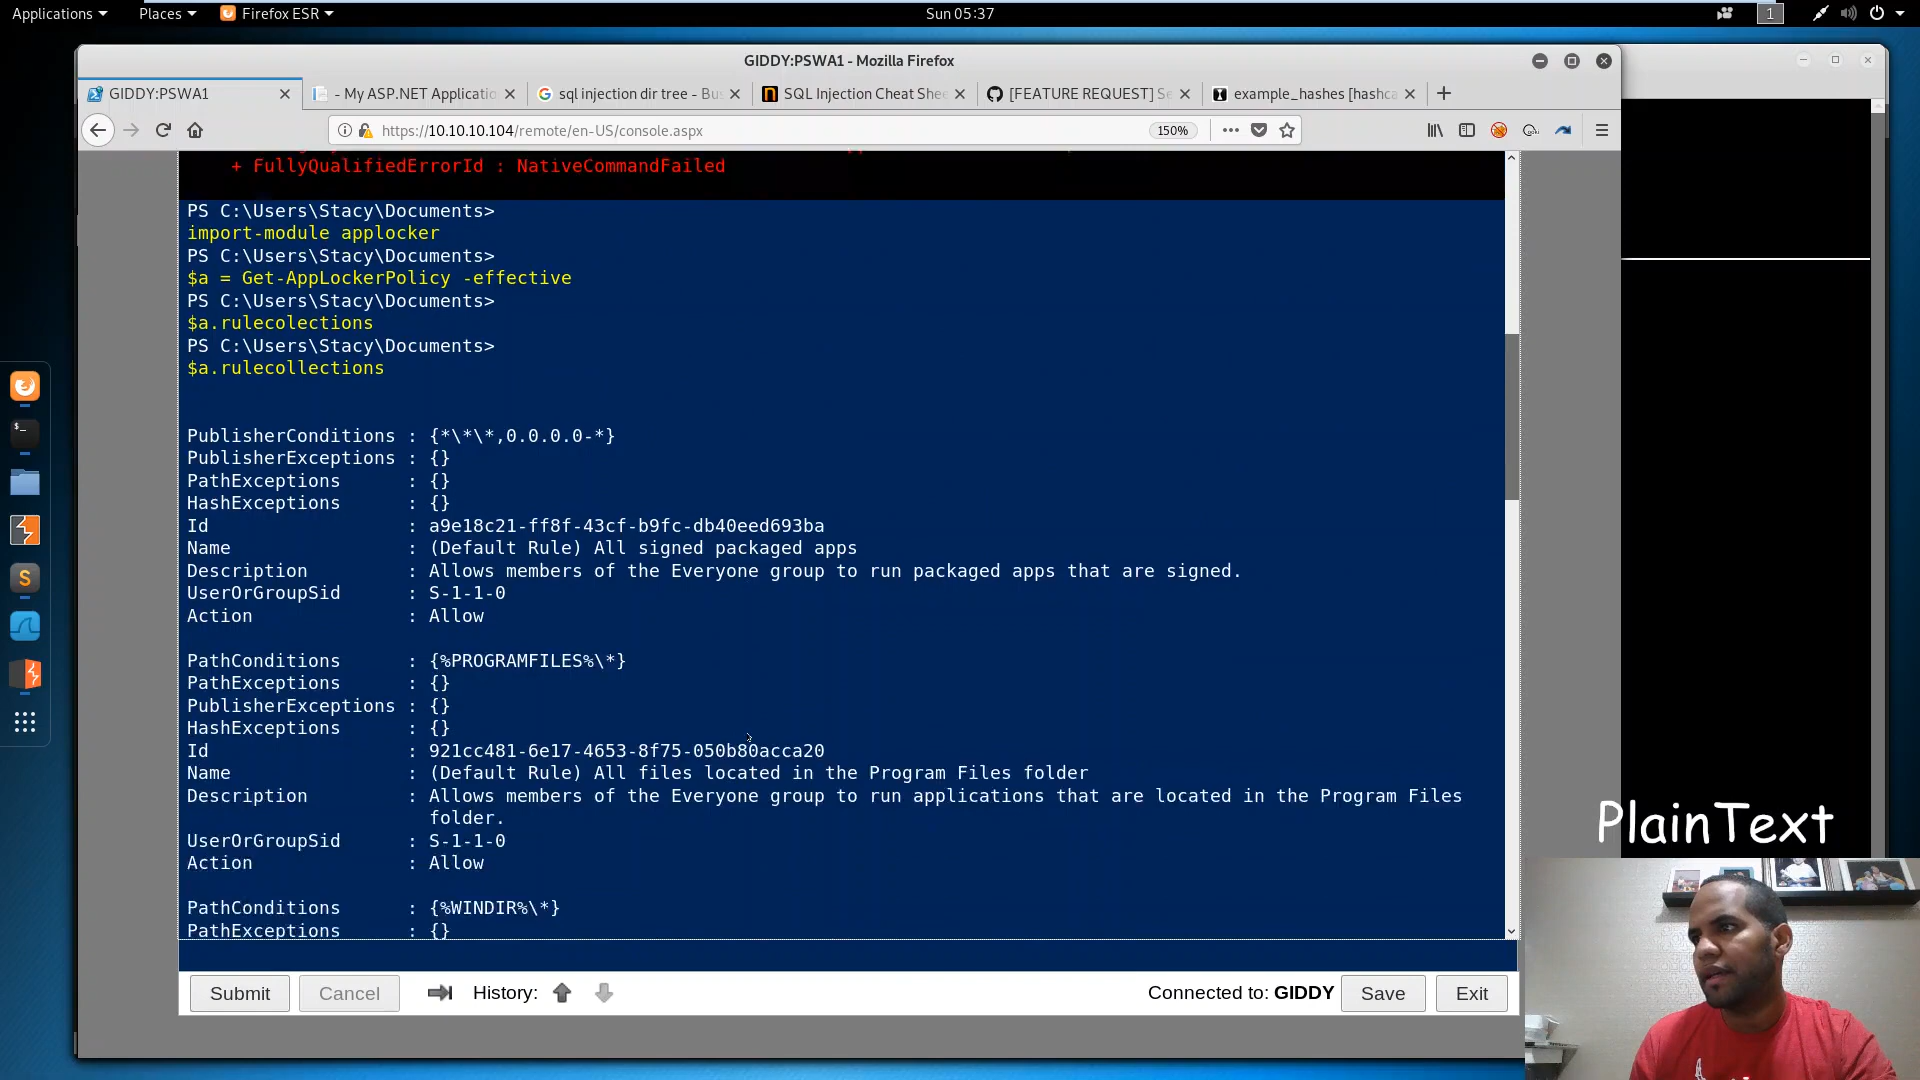 Applications Places Firefox ESR Sun 05:37 1
GIDDY:PSWA1 - Mozilla Firefox
GIDDY:PSWA1 - My ASP.NET Applicatio sql injection dir tree - Bu SQL Injection Cheat Shee [FEATURE REQUEST] Se example_hashes [hashca
https://10.10.10.104/remote/en-US/console.aspx 150%
+ FullyQualifiedErrorId : NativeCommandFailed
PS C:\Users\Stacy\Documents>
import-module applocker
PS C:\Users\Stacy\Documents>
$a = Get-AppLockerPolicy -effective
PS C:\Users\Stacy\Documents>
$a.rulecolections
PS C:\Users\Stacy\Documents>
$a.rulecollections
PublisherConditions : {*\*\*,0.0.0.0-*}
PublisherExceptions : {}
PathExceptions : {}
HashExceptions : {}
Id : a9e18c21-ff8f-43cf-b9fc-db40eed693ba
Name : (Default Rule) All signed packaged apps
Description : Allows members of the Everyone group to run packaged apps that are signed.
UserOrGroupSid : S-1-1-0
Action : Allow
PathConditions : {%PROGRAMFILES%\*}
PathExceptions : {}
PublisherExceptions : {}
HashExceptions : {}
Id : 921cc481-6e17-4653-8f75-050b80acca20
Name : (Default Rule) All files located in the Program Files folder
Description : Allows members of the Everyone group to run applications that are located in the Program Files
folder.
UserOrGroupSid : S-1-1-0
Action : Allow
PathConditions : {%WINDIR%\*}
PathExceptions : {}
PlainText
Submit Cancel History: Connected to: GIDDY Save Exit